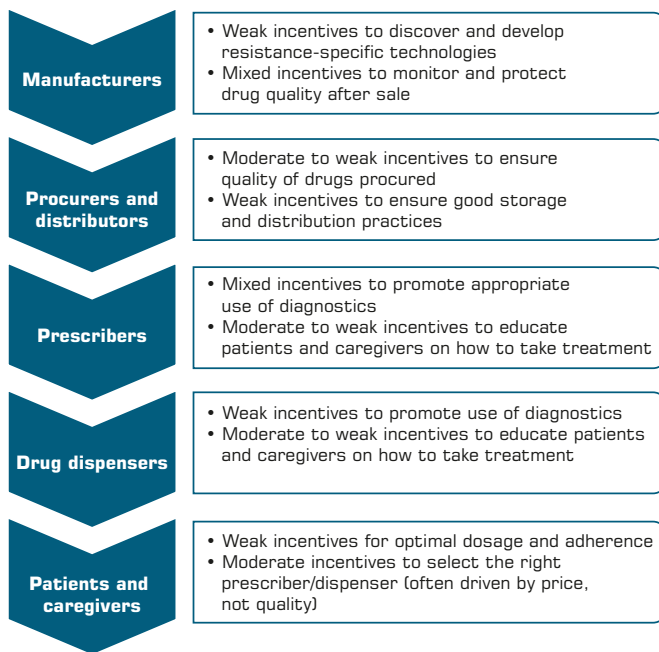 Manufacturers
• Weak incentives to discover and develop
resistance-specific technologies
• Mixed incentives to monitor and protect
drug quality after sale
Procurers and
distributors
• Moderate to weak incentives to ensure
quality of drugs procured
• Weak incentives to ensure good storage
and distribution practices
Prescribers
• Mixed incentives to promote appropriate
use of diagnostics
• Moderate to weak incentives to educate
patients and caregivers on how to take treatment
Drug dispensers
• Weak incentives to promote use of diagnostics
• Moderate to weak incentives to educate patients
and caregivers on how to take treatment
Patients and
caregivers
• Weak incentives for optimal dosage and adherence
• Moderate incentives to select the right
prescriber/dispenser (often driven by price,
not quality)